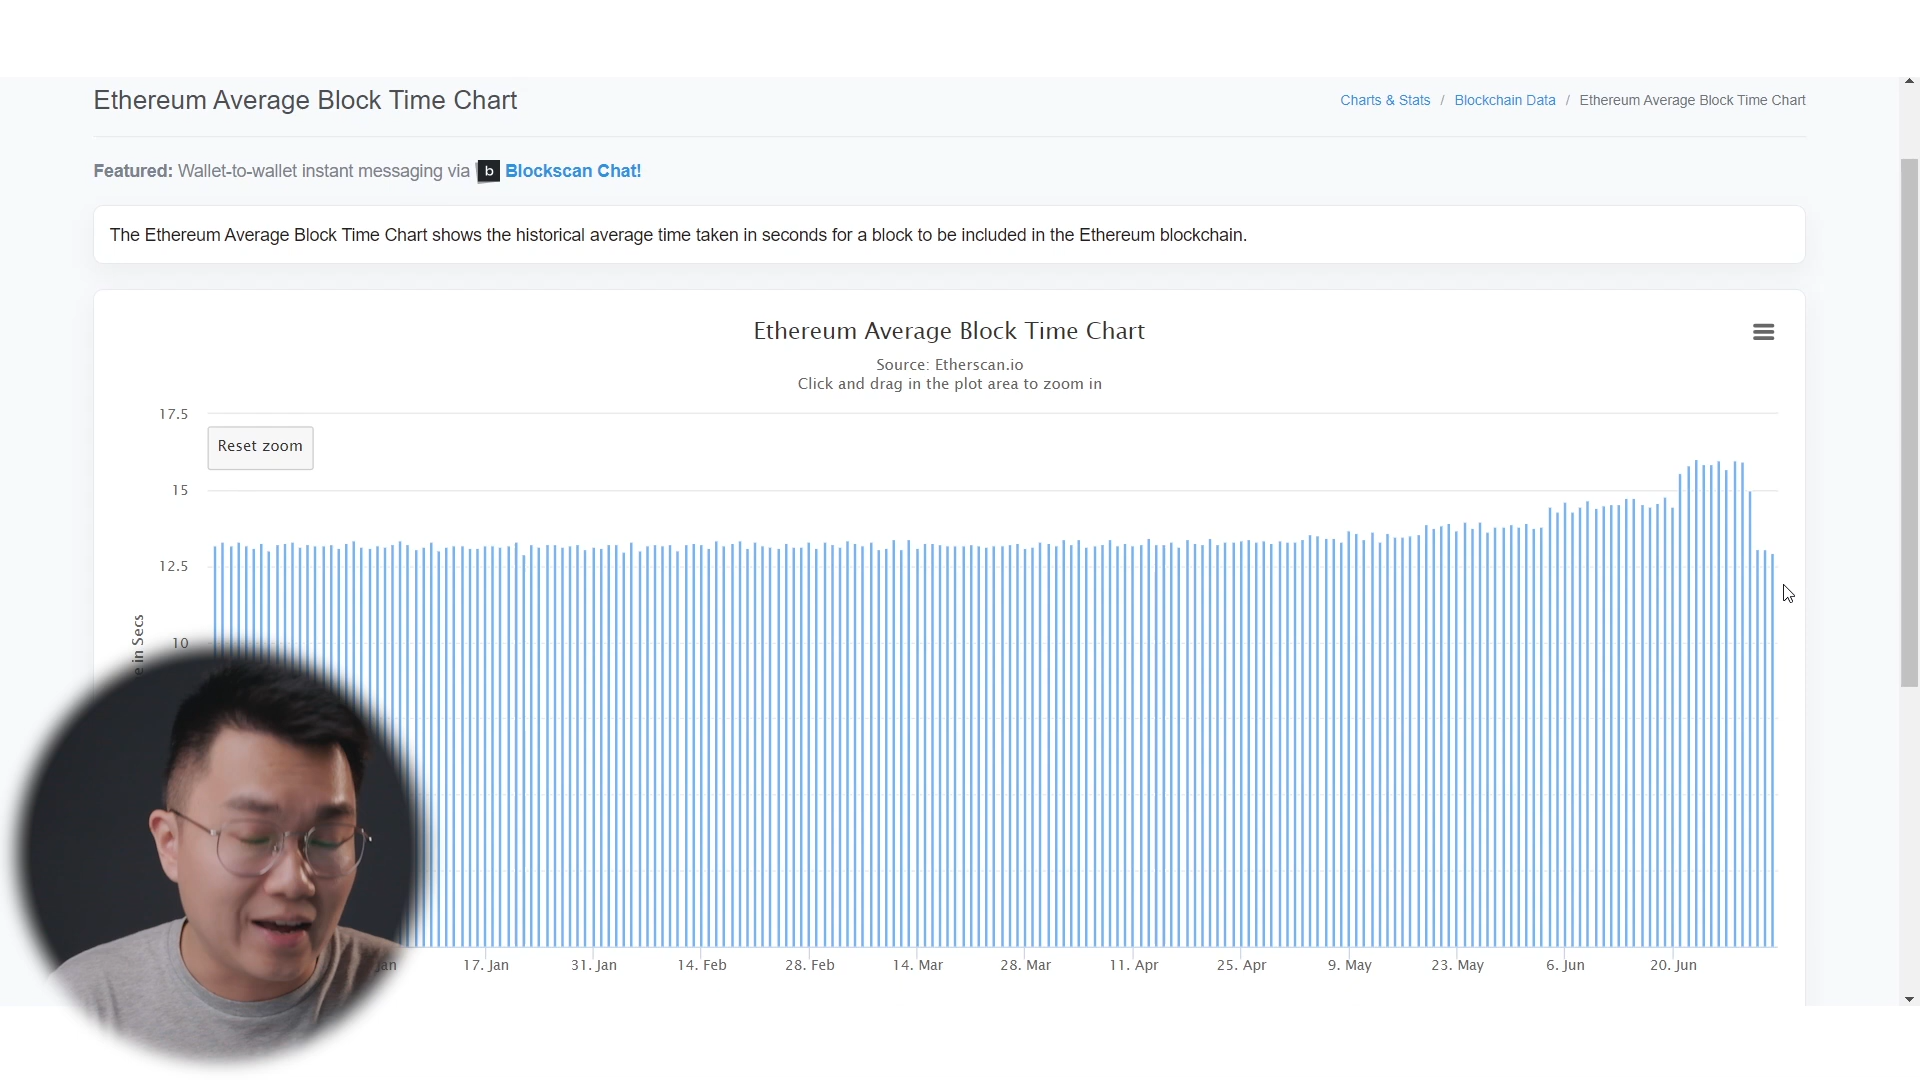 Ethereum Average Block Time Chart
Charts & Stats / Blockchain Data / Ethereum Average Block Time Chart
Featured: Wallet-to-wallet instant messaging via b Blockscan Chat!
The Ethereum Average Block Time Chart shows the historical average time taken in seconds for a block to be included in the Ethereum blockchain.
Ethereum Average Block Time Chart
Source: Etherscan.io
Click and drag in the plot area to zoom in
17.5
Reset zoom
15
12.5
10
in Secs
17. Jan 31. Jan 14. Feb 28. Feb 14. Mar 28. Mar 11. Apr 25. Apr 9. May 23. May 6. Jun 20. Jun